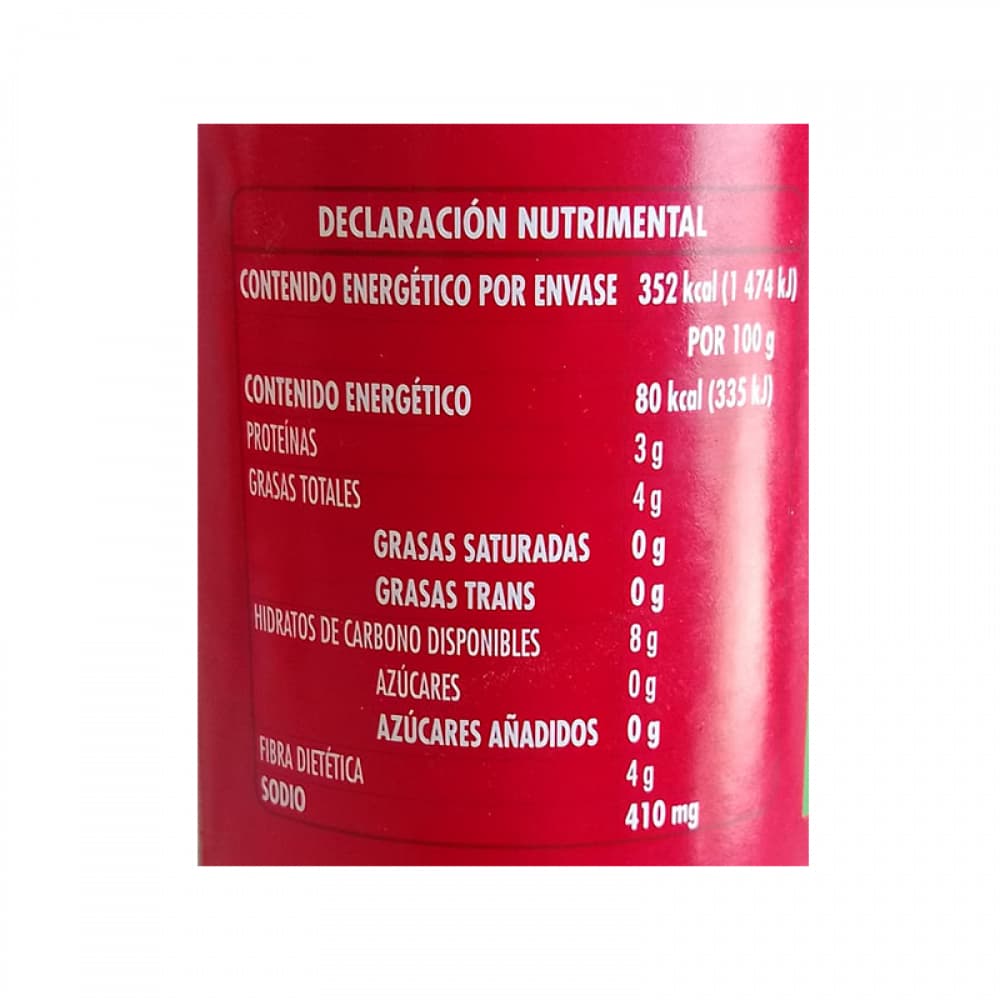 DECLARACIÓN NUTRIMENTAL
CONTENIDO ENERGÉTICO POR ENVASE 352 kcal (1 474 kJ)
POR 100 g
CONTENIDO ENERGÉTICO 80 kcal (335 kJ)
PROTEÍNAS 3 g
GRASAS TOTALES 4 g
GRASAS SATURADAS 0 g
GRASAS TRANS 0 g
HIDRATOS DE CARBONO DISPONIBLES 8 g
AZÚCARES 0 g
AZÚCARES AÑADIDOS 0 g
FIBRA DIETÉTICA 4 g
SODIO 410 mg